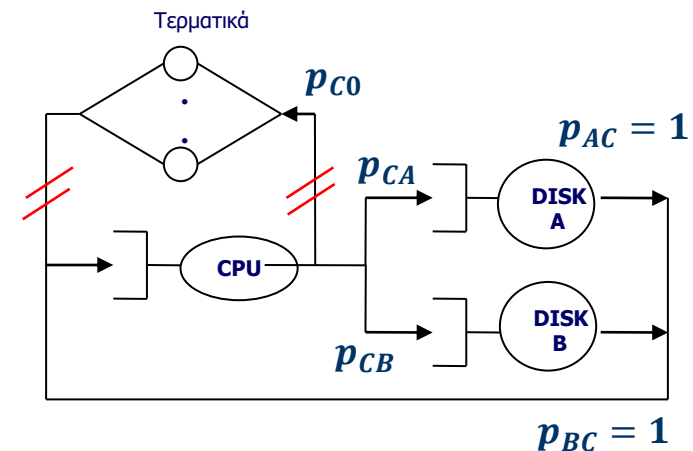 Τερματικά
p_{C0}
p_{AC} = 1
p_{CA}
DISK
A
CPU
DISK
B
p_{CB}
p_{BC} = 1